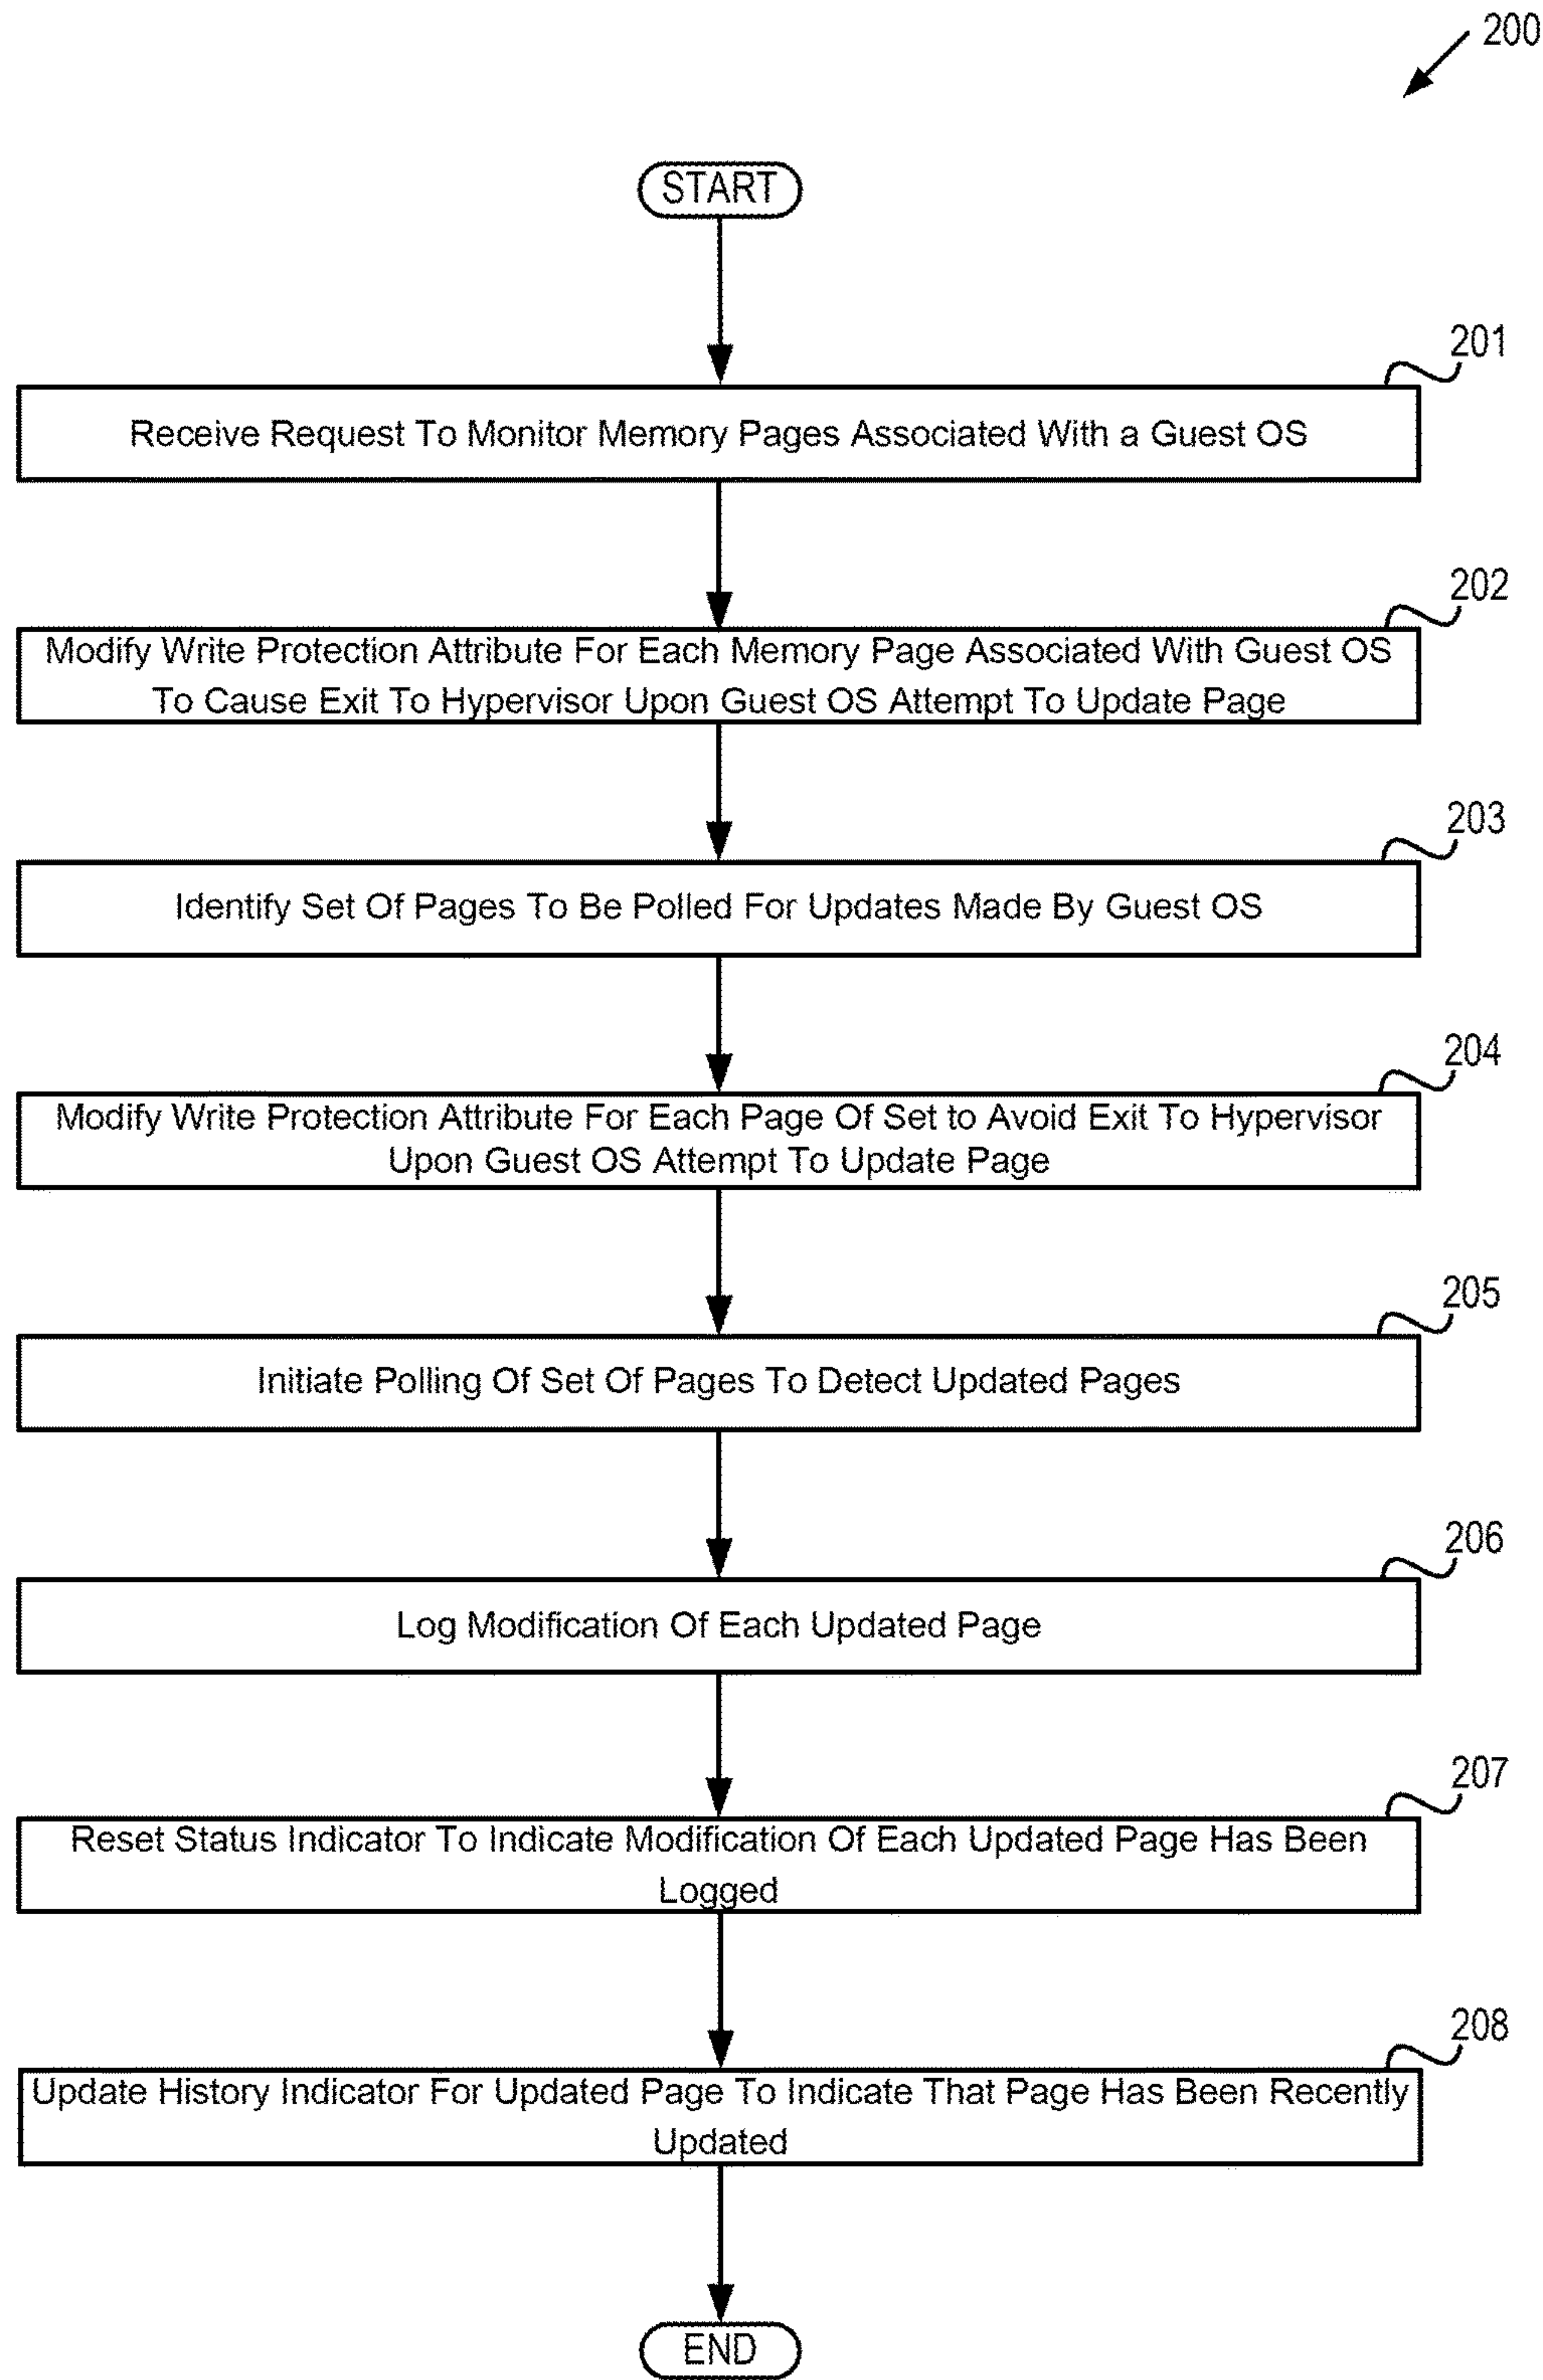 200
START
201
Receive Request To Monitor Memory Pages Associated With a Guest OS
202
Modify Write Protection Attribute For Each Memory Page Associated With Guest OS
To Cause Exit To Hypervisor Upon Guest OS Attempt To Update Page
203
Identify Set Of Pages To Be Polled For Updates Made By Guest OS
204
Modify Write Protection Attribute For Each Page Of Set to Avoid Exit To Hypervisor
Upon Guest OS Attempt To Update Page
205
Initiate Polling Of Set Of Pages To Detect Updated Pages
206
Log Modification Of Each Updated Page
207
Reset Status Indicator To Indicate Modification Of Each Updated Page Has Been
Logged
208
Update History Indicator For Updated Page To Indicate That Page Has Been Recently
Updated
END